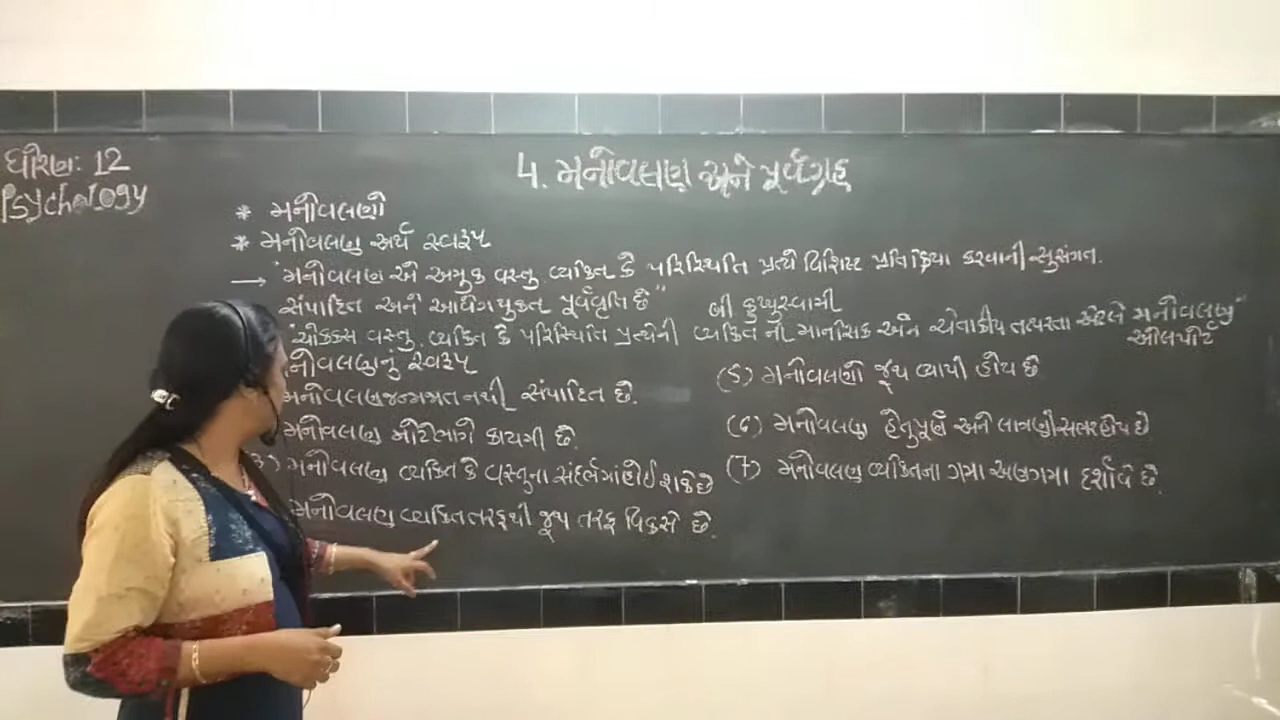 ધોરણ: 12
Psychology
4. મનોવલણ અને પૂર્વગ્રહ
* મનોવલણો
* મનોવલણ અર્થ સ્વરૂપ
→ "મનોવલણ એ અમુક વસ્તુ, વ્યક્તિ કે પરિસ્થિતિ પ્રત્યે વિશિષ્ટ પ્રતિક્રિયા કરવાની સુસંગત.
સંપાદિત અને આવેગયુક્ત પૂર્વવૃતિ છે" બી કુપ્પુસ્વામી
"ચોક્કસ વસ્તુ, વ્યક્તિ કે પરિસ્થિતિ પ્રત્યેની વ્યક્તિ ની માનસિક અને ચેતાકીય તત્પરતા એટલે મનોવલણ"
ઓલપોર્ટ
નોવલણનું સ્વરૂપ
મનોવલણ જન્મજાત નથી સંપાદિત છે.
મનોવલણ મોટેભાગે કાયમી છે.
3) મનોવલણ વ્યક્તિ કે વસ્તુના સંદર્ભમાં હોઈ શકે છે
મનોવલણ વ્યક્તિ તરફથી જૂથ તરફ વિકસે છે.
(5) મનોવલણો જૂથ વ્યાપી હોય છે
(6) મનોવલણ હેતુપૂર્ણ અને લાગણીસભર હોય છે
(7) મનોવલણ વ્યક્તિના ગમા અણગમા દર્શાવે છે.